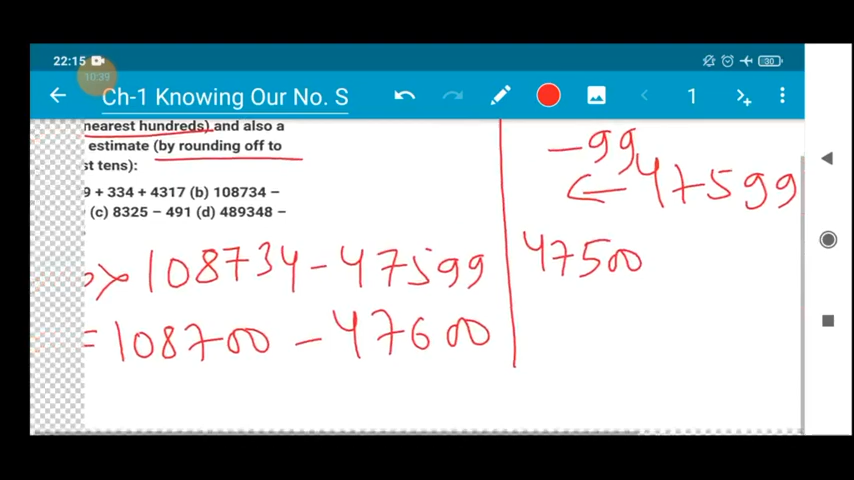 22:15
30
10:39
Ch-1 Knowing Our No. S
1
nearest hundreds) and also a
estimate (by rounding off to
st tens):
9 + 334 + 4317 (b) 108734 –
(c) 8325 – 491 (d) 489348 –
108734 - 47599
= 108700 - 47600
-99
← 47599
47500